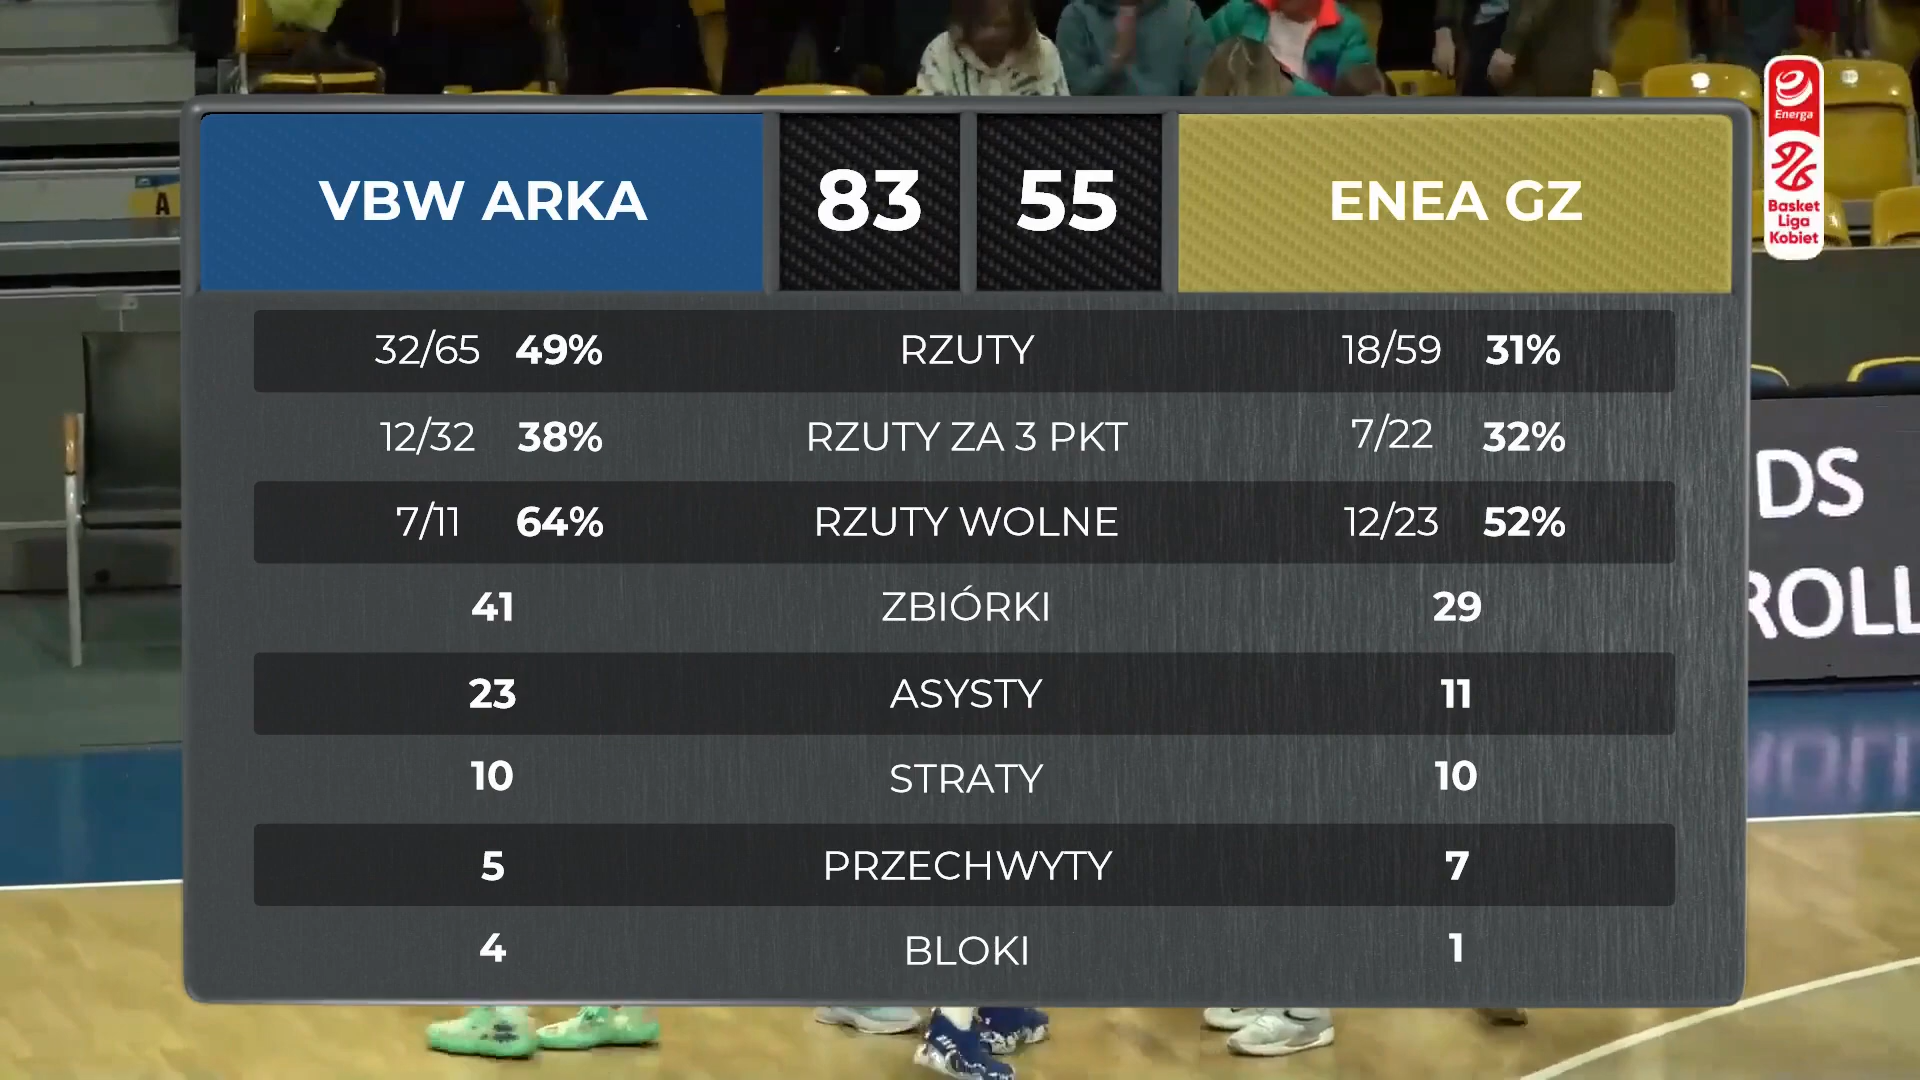 VBW ARKA 83 55 ENEA GZ
32/65 49% RZUTY 18/59 31%
12/32 38% RZUTY ZA 3 PKT 7/22 32%
7/11 64% RZUTY WOLNE 12/23 52%
41 ZBIÓRKI 29
23 ASYSTY 11
10 STRATY 10
5 PRZECHWYTY 7
4 BLOKI 1
Energa
Basket
Liga
Kobiet
A
DS
ROLL